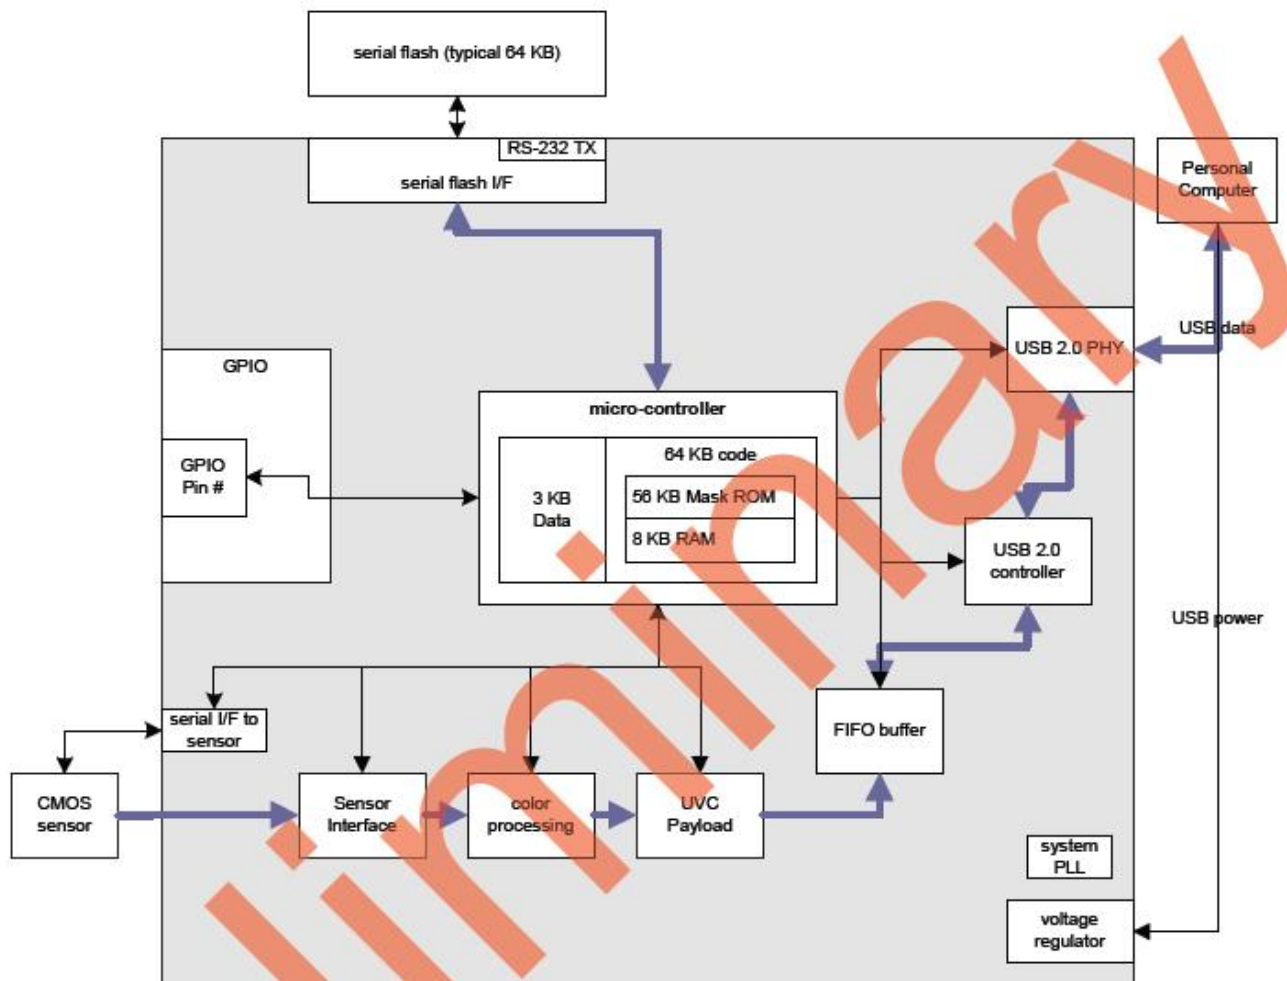 serial flash (typical 64 KB)
RS-232 TX
serial flash I/F
Personal
Computer
USB data
USB 2.0 PHY
GPIO
GPIO
Pin #
micro-controller
64 KB code
3 KB
Data
56 KB Mask ROM
8 KB RAM
USB 2.0
controller
USB power
serial I/F to
sensor
FIFO buffer
CMOS
sensor
Sensor
Interface
color
processing
UVC
Payload
system
PLL
voltage
regulator
liminary